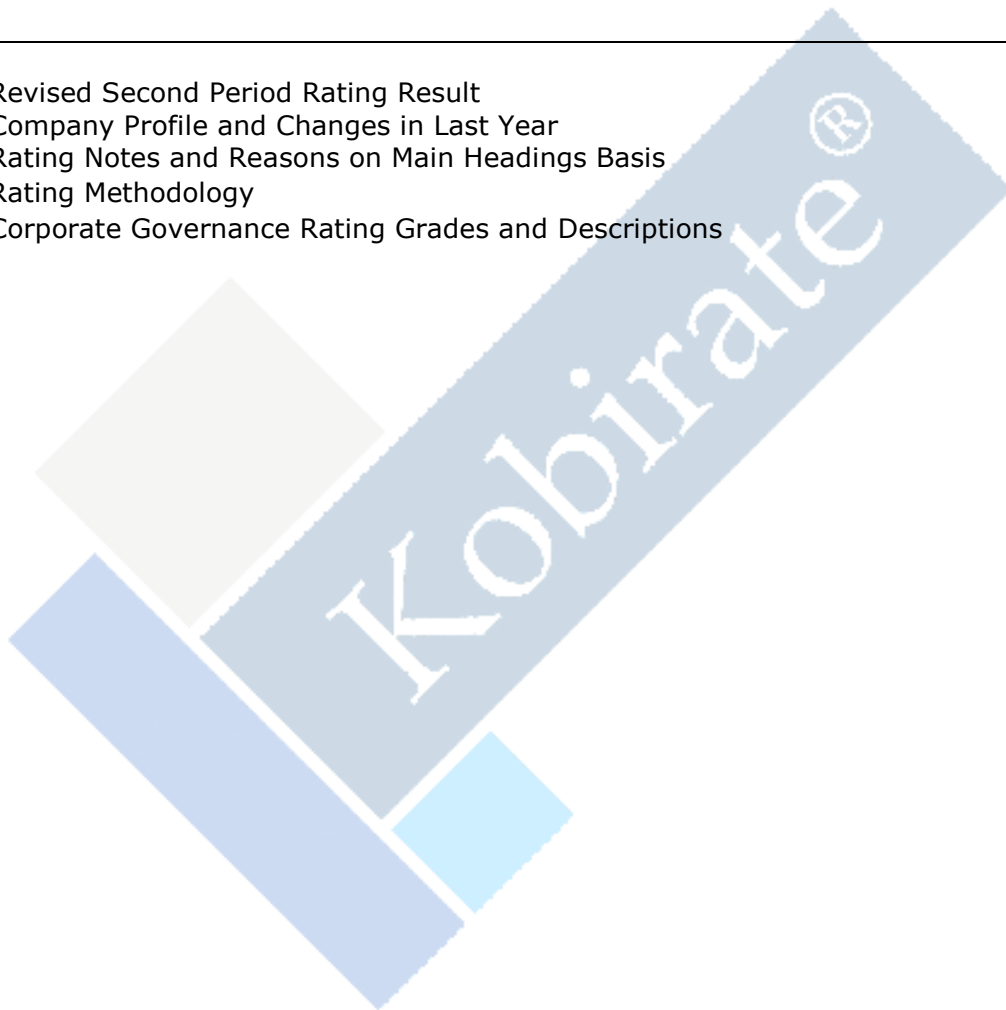 Revised Second Period Rating Result
Company Profile and Changes in Last Year
Rating Notes and Reasons on Main Headings Basis
Rating Methodology
Corporate Governance Rating Grades and Descriptions
Kobirate ®